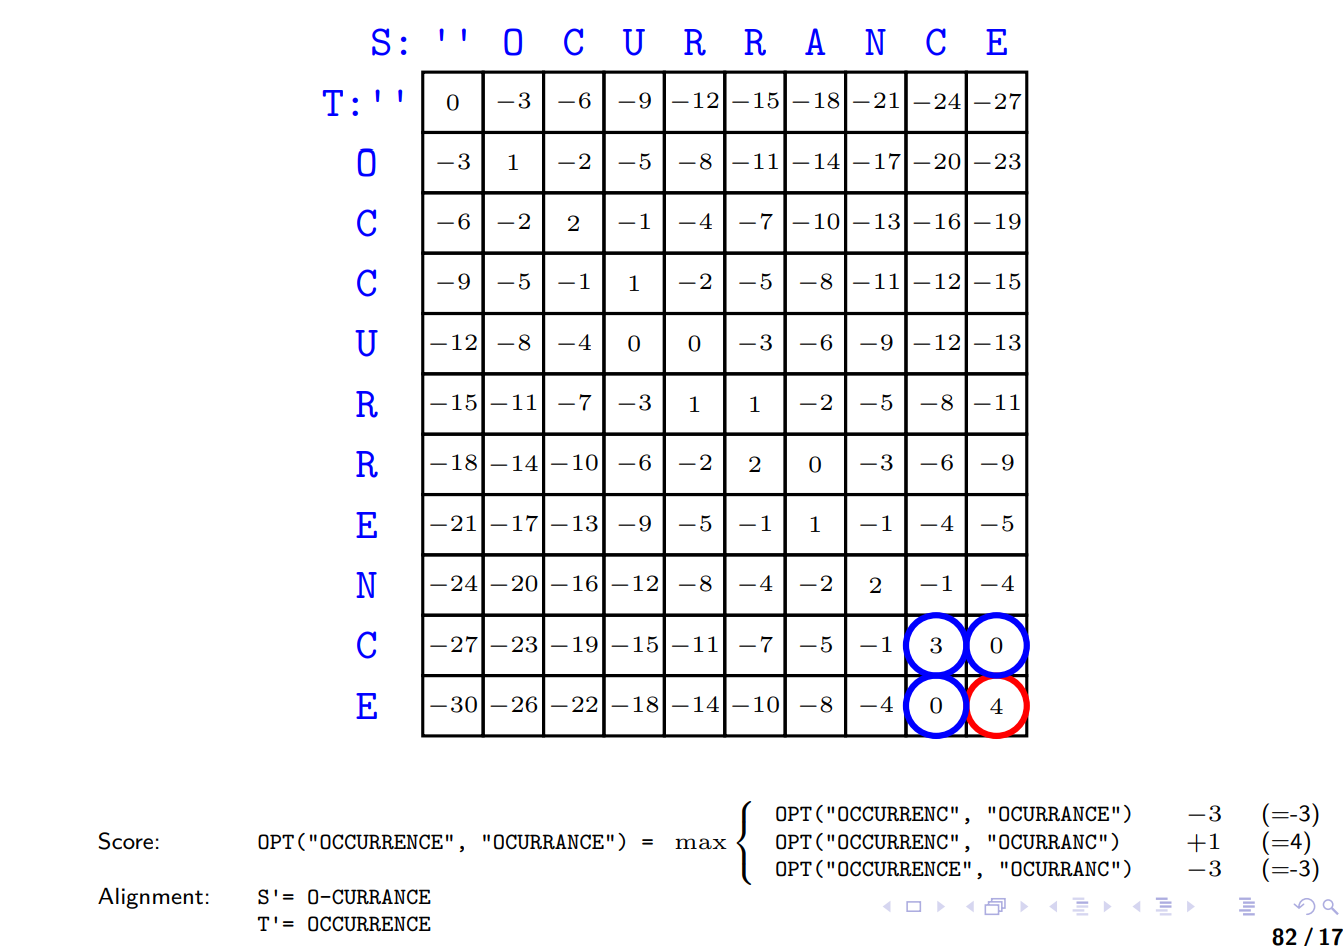 S: '' O C U R R A N C E
T:'' 0 −3 −6 −9 −12 −15 −18 −21 −24 −27
O −3 1 −2 −5 −8 −11 −14 −17 −20 −23
C −6 −2 2 −1 −4 −7 −10 −13 −16 −19
C −9 −5 −1 1 −2 −5 −8 −11 −12 −15
U −12 −8 −4 0 0 −3 −6 −9 −12 −13
R −15 −11 −7 −3 1 1 −2 −5 −8 −11
R −18 −14 −10 −6 −2 2 0 −3 −6 −9
E −21 −17 −13 −9 −5 −1 1 −1 −4 −5
N −24 −20 −16 −12 −8 −4 −2 2 −1 −4
C −27 −23 −19 −15 −11 −7 −5 −1 3 0
E −30 −26 −22 −18 −14 −10 −8 −4 0 4
OPT("OCCURRENC", "OCURRANCE") −3 (=-3)
Score: OPT("OCCURRENCE", "OCURRANCE") = max { OPT("OCCURRENC", "OCURRANC") +1 (=4)
OPT("OCCURRENCE", "OCURRANC") −3 (=-3)
Alignment: S'= O-CURRANCE
T'= OCCURRENCE
82 / 17